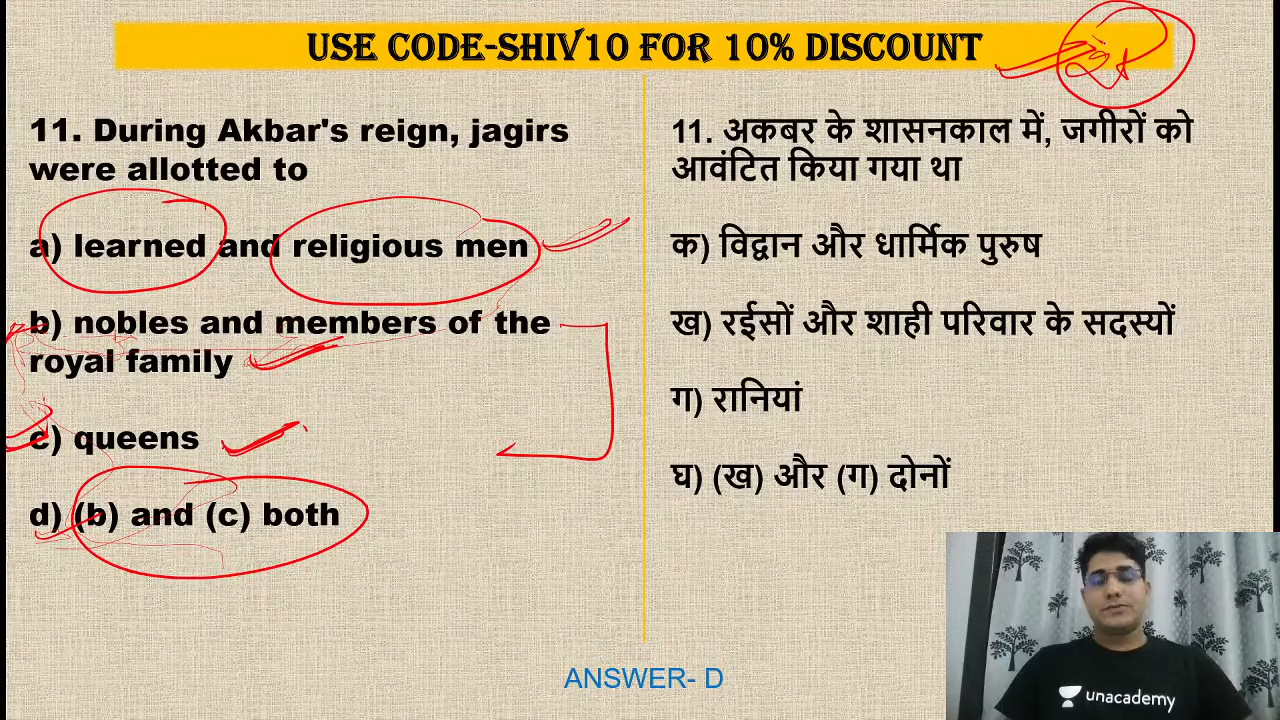 USE CODE-SHIV10 FOR 10% DISCOUNT
11. During Akbar's reign, jagirs
were allotted to
a) learned and religious men
b) nobles and members of the
royal family
c) queens
d) (b) and (c) both
11. अकबर के शासनकाल में, जगीरों को
आवंटित किया गया था
क) विद्वान और धार्मिक पुरुष
ख) रईसों और शाही परिवार के सदस्यों
ग) रानियां
घ) (ख) और (ग) दोनों
ANSWER- D
unacademy